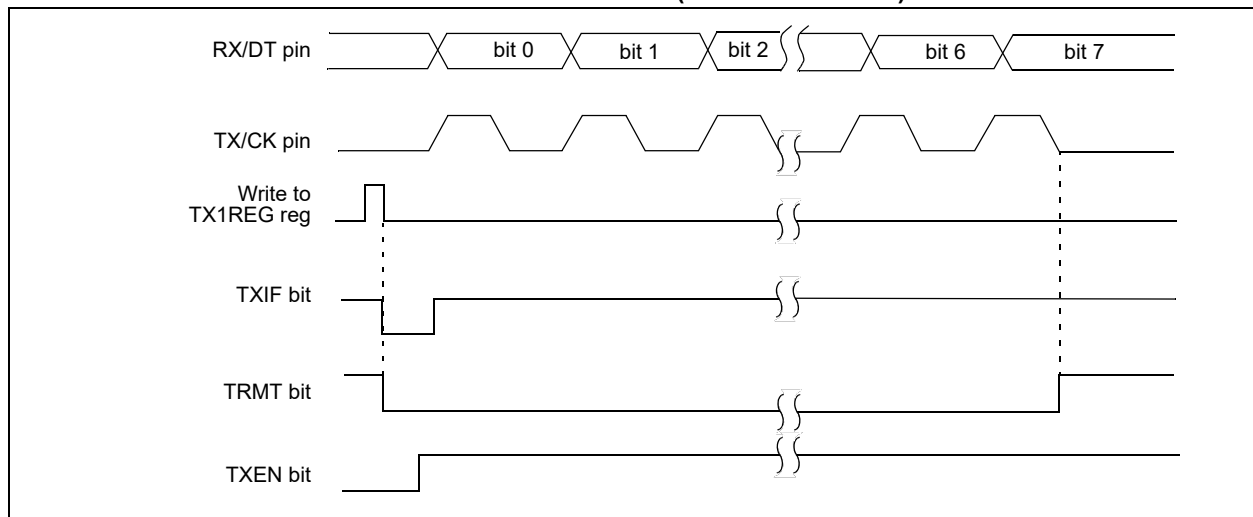 RX/DT pin
bit 0 bit 1 bit 2 bit 6 bit 7
TX/CK pin
Write to
TX1REG reg
TXIF bit
TRMT bit
TXEN bit